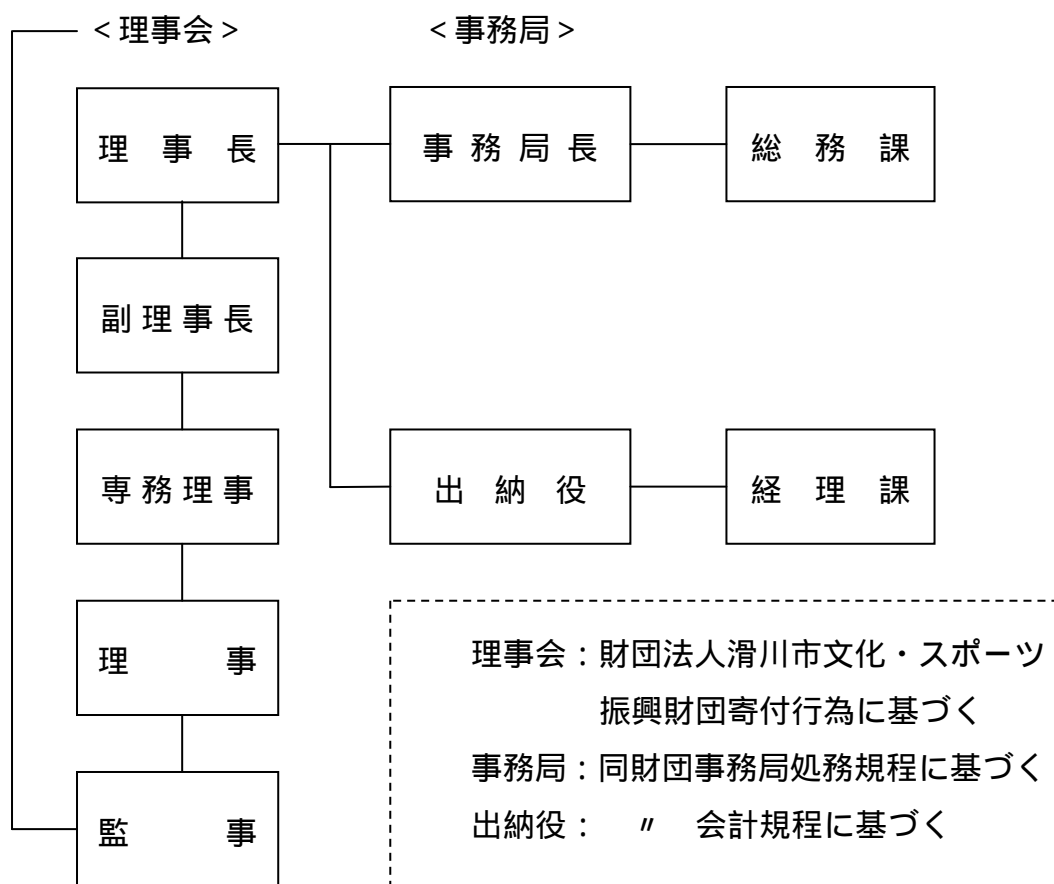 ＜理事会＞
＜事務局＞
理事長
事務局長
総務課
副理事長
専務理事
出納役
経理課
理事
監事
理事会：財団法人滑川市文化・スポーツ
振興財団寄付行為に基づく
事務局：同財団事務局処務規程に基づく
出納役：　〃　会計規程に基づく